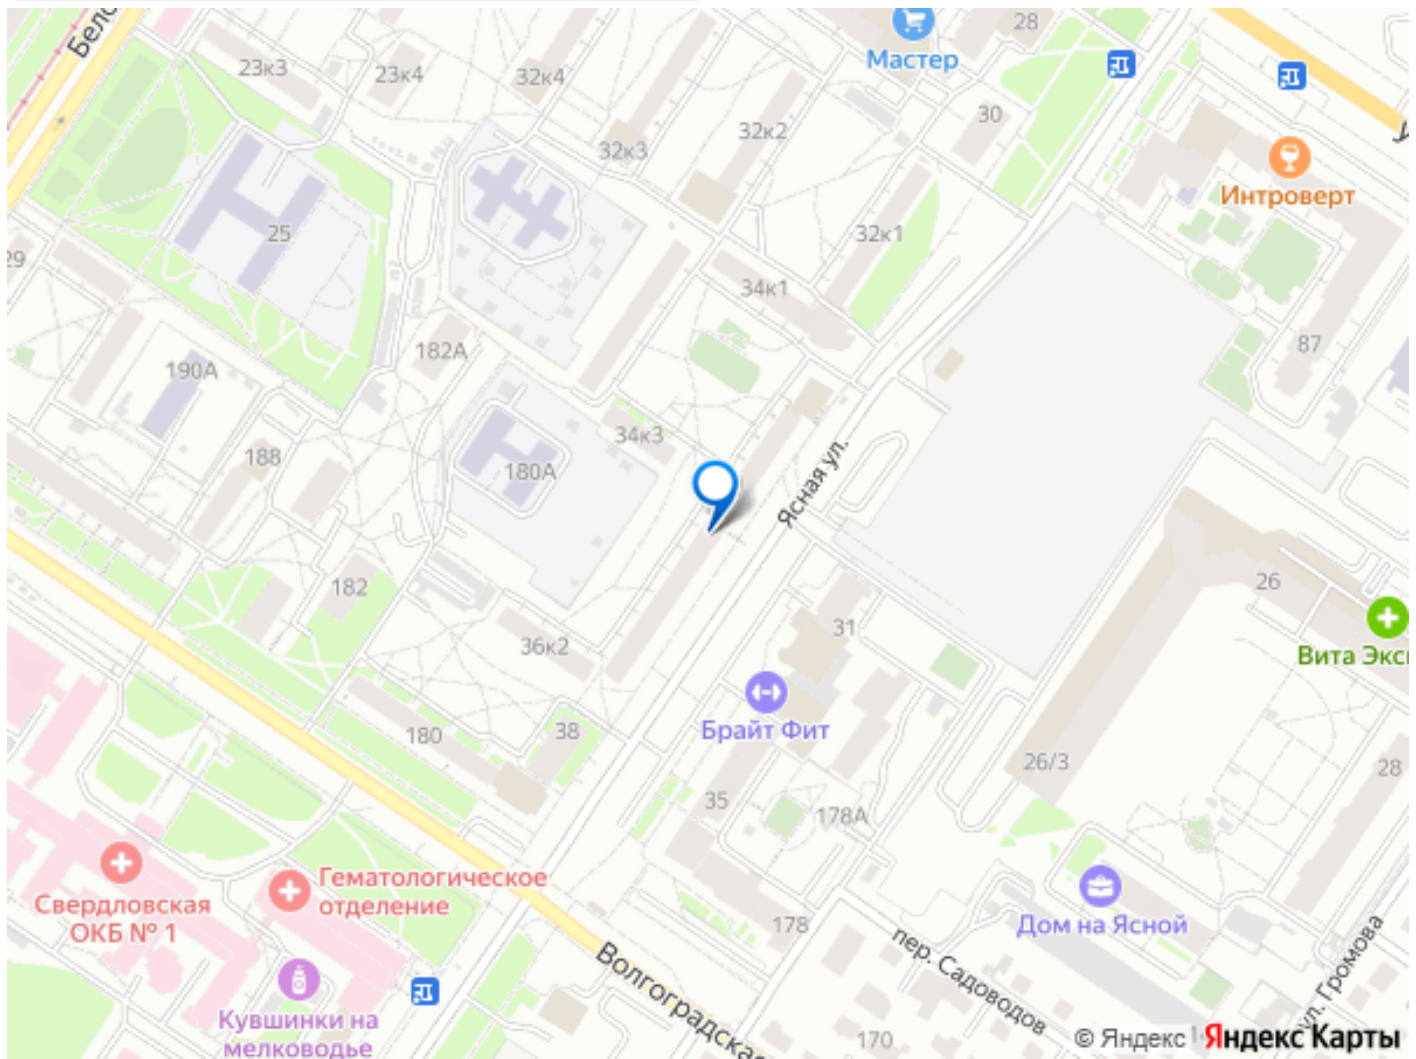 Бело
23к3
23к4
32к4
Мастер
28
30
32к2
32к3
Интроверт
25
32к1
29
34к1
87
182А
190А
34к3
188
180А
Ясная ул.
182
26
31
36к2
Вита Экс
Брайт Фит
180
38
26/3
28
35
178А
Гематологическое
отделение
Свердловская
ОКБ № 1
Дом на Ясной
178
пер. Садоводов
ул. Громова
Волгоградская
Кувшинки на
мелководье
170
© Яндекс
Яндекс Карты